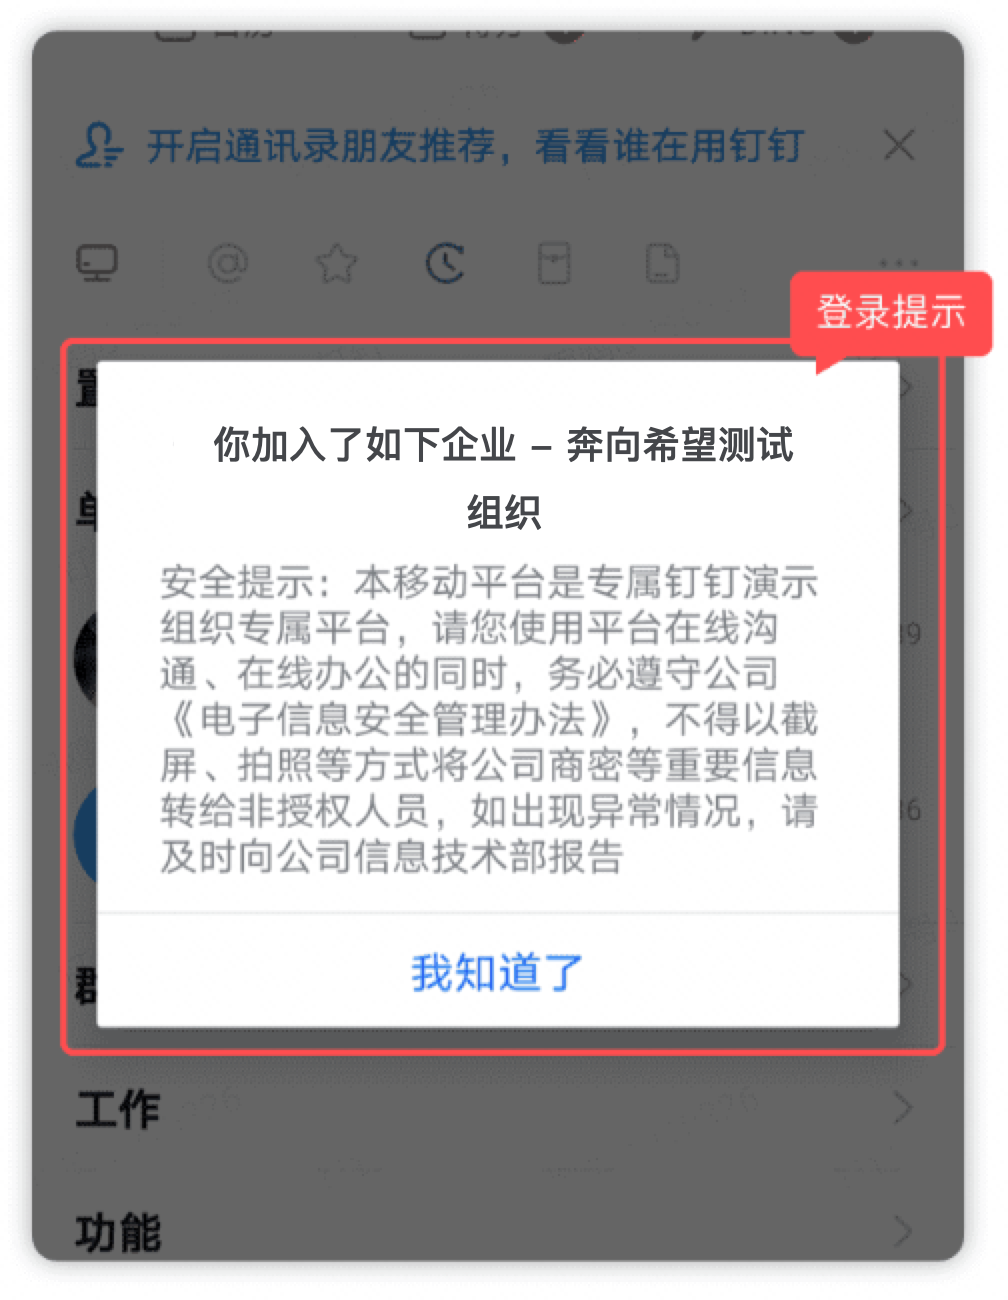 开启通讯录朋友推荐，看看谁在用钉钉
登录提示
你加入了如下企业 – 奔向希望测试
组织
安全提示：本移动平台是专属钉钉演示
组织专属平台，请您使用平台在线沟
通、在线办公的同时，务必遵守公司
《电子信息安全管理办法》，不得以截
屏、拍照等方式将公司商密等重要信息
转给非授权人员，如出现异常情况，请
及时向公司信息技术部报告
我知道了
工作
功能